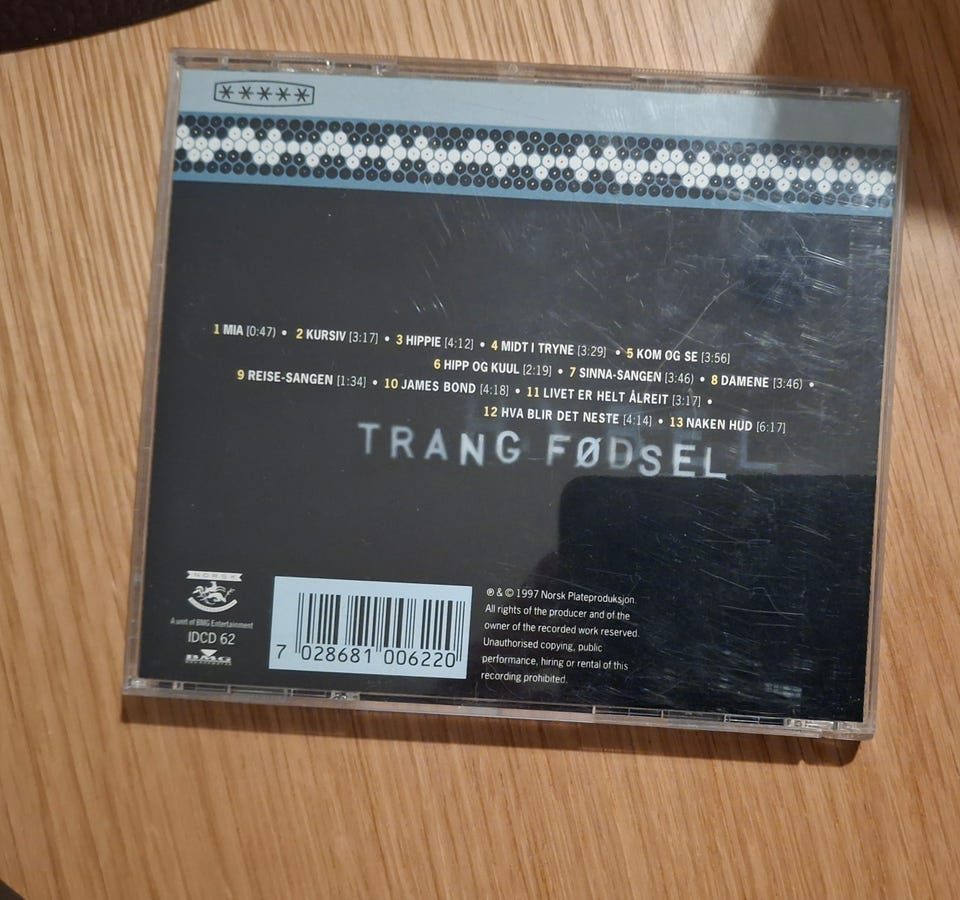 *****
1 MIA [0:47) • 2 KURSIV [3:17] • 3 HIPPIE [4:12] • 4 MIDT I TRYNE [3:29] • 5 KOM ØG SE [3:56]
6 HIPP OG KUUL [2:19] • 7 SINNA-SANGEN [3:46) • 8 DAMENE [3:46) •
9 REISE-SANGEN [1:34] • 10 JAMES BOND [4:18] • 11 LIVET ER HELT ÅLREIT [3:17] •
12 HVA BLIR DET NESTE [4:14] • 13 NAKEN HUD [6:17]
TRANG FØDSEL
NORSK
A unit of BMG Entertainment
IDCD 62
BMG
7 028681 006220
℗ & © 1997 Norsk Plateproduksjon.
All rights of the producer and of the
owner of the recorded work reserved.
Unauthorised copying, public
performance, hiring or rental of this
recording prohibited.